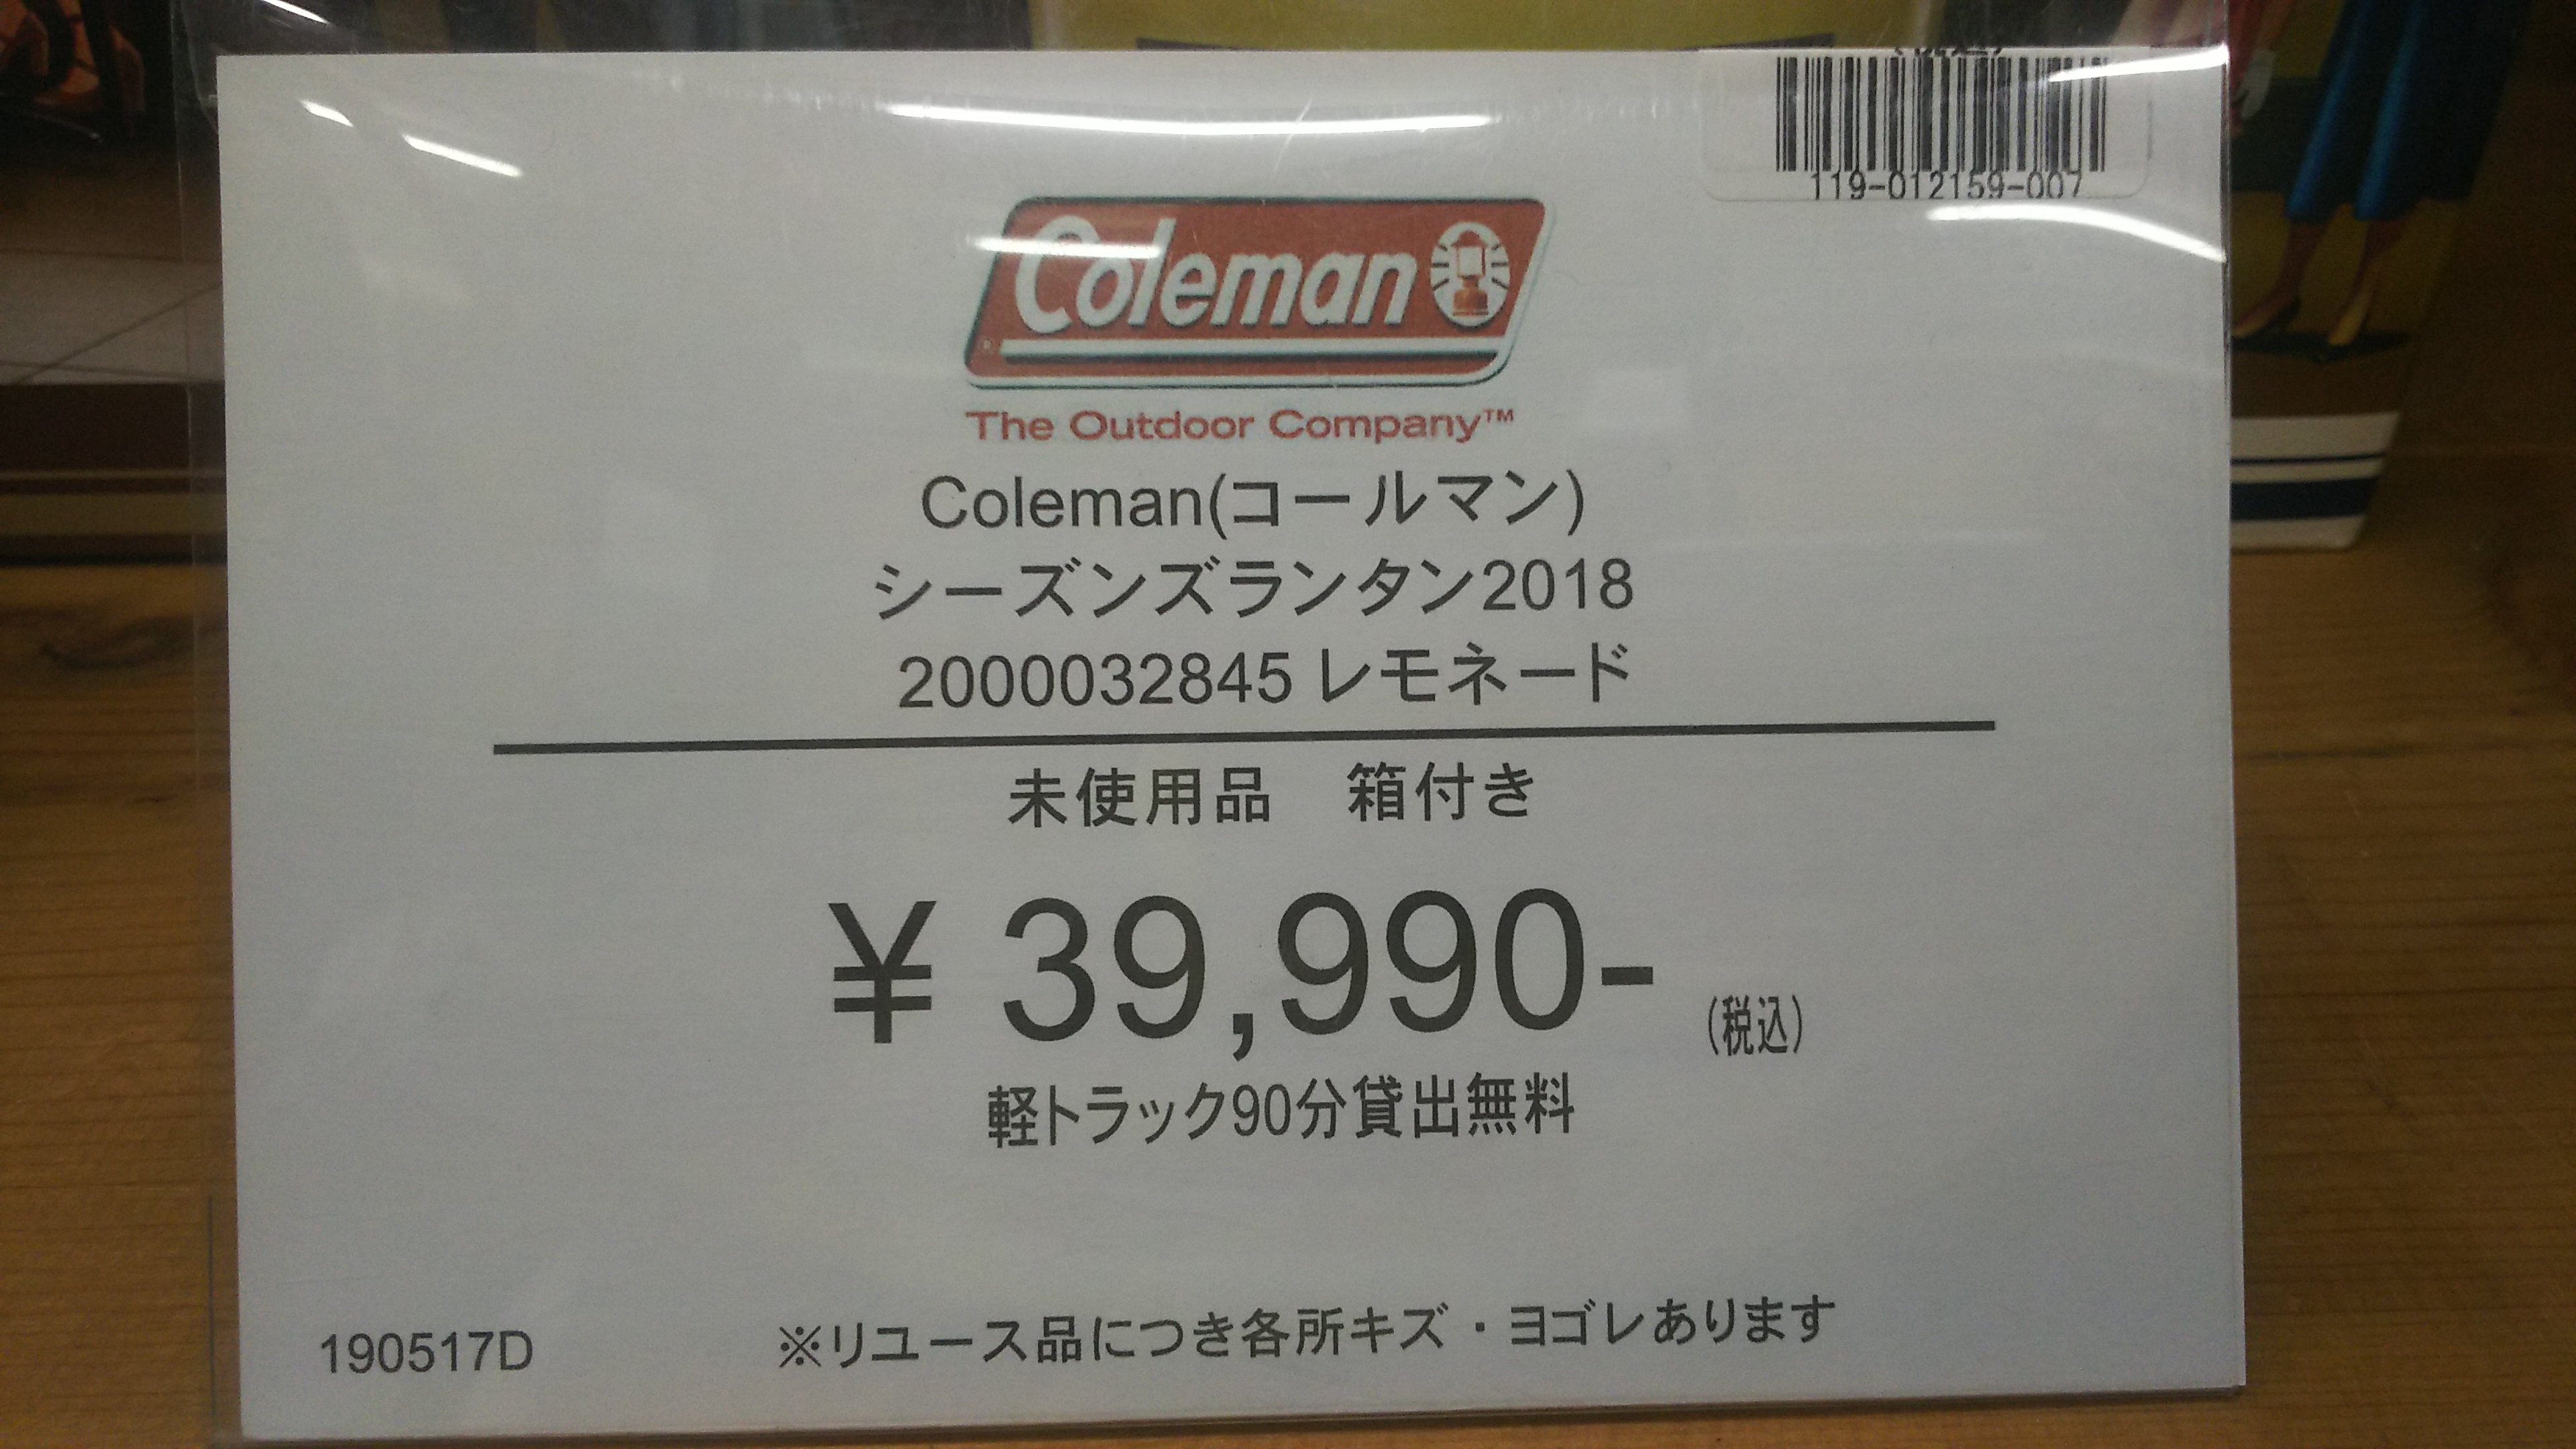 119-012159-007
Coleman
The Outdoor Company™
Coleman(コールマン)
シーズンズランタン2018
2000032845 レモネード
未使用品　箱付き
¥ 39,990- (税込)
軽トラック90分貸出無料
190517D ※リユース品につき各所キズ・ヨゴレあります